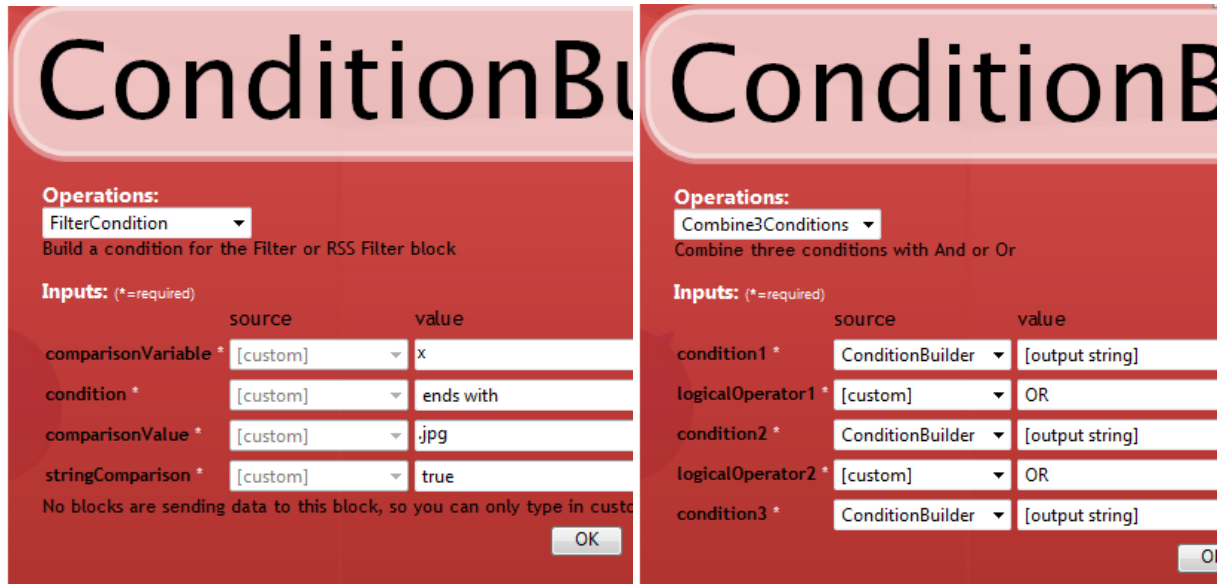 ConditionBu
Operations:
FilterCondition
Build a condition for the Filter or RSS Filter block
Inputs: (*=required)
source value
comparisonVariable * [custom] x
condition * [custom] ends with
comparisonValue * [custom] .jpg
stringComparison * [custom] true
No blocks are sending data to this block, so you can only type in custo
OK
ConditionB
Operations:
Combine3Conditions
Combine three conditions with And or Or
Inputs: (*=required)
source value
condition1 * ConditionBuilder [output string]
logicalOperator1 * [custom] OR
condition2 * ConditionBuilder [output string]
logicalOperator2 * [custom] OR
condition3 * ConditionBuilder [output string]
O